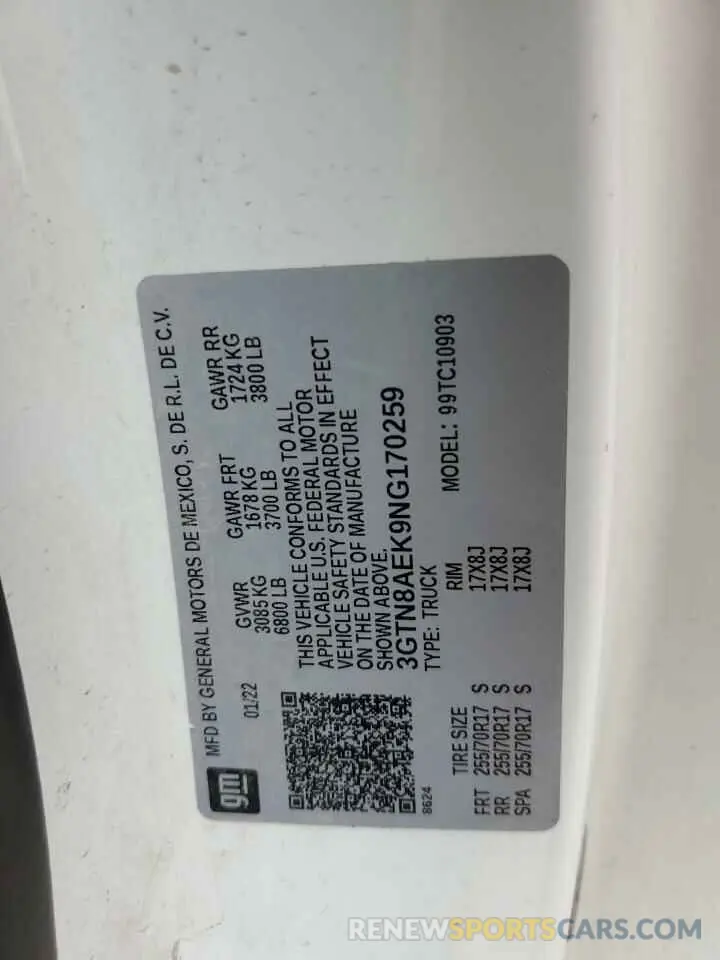 gm
MFD BY GENERAL MOTORS DE MEXICO, S. DE R.L. DE C.V.
01/22
GVWR GAWR FRT GAWR RR
3085 KG 1678 KG 1724 KG
6800 LB 3700 LB 3800 LB
THIS VEHICLE CONFORMS TO ALL
APPLICABLE U.S. FEDERAL MOTOR
VEHICLE SAFETY STANDARDS IN EFFECT
ON THE DATE OF MANUFACTURE
SHOWN ABOVE.
3GTN8AEK9NG170259
8624
TYPE: TRUCK MODEL: 99TC10903
TIRE SIZE RIM
FRT 255/70R17 S 17X8J
RR 255/70R17 S 17X8J
SPA 255/70R17 S 17X8J
RENEWSPORTSCARS.COM